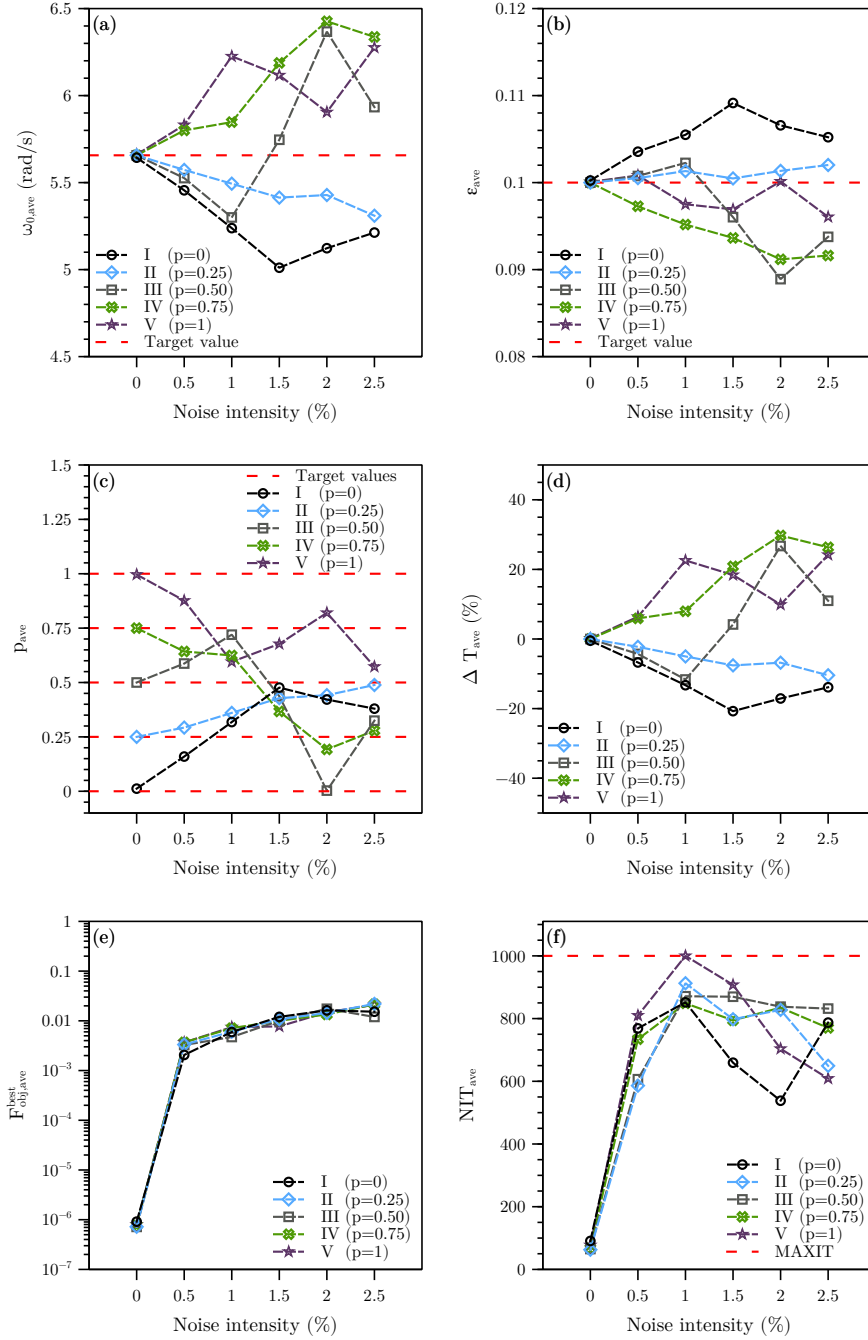 (a)
6.5
6
5.5
5
4.5
ω0,ave (rad/s)
I (p=0)
II (p=0.25)
III (p=0.50)
IV (p=0.75)
V (p=1)
Target value
0 0.5 1 1.5 2 2.5
Noise intensity (%)
(b)
0.12
0.11
0.1
0.09
0.08
εave
I (p=0)
II (p=0.25)
III (p=0.50)
IV (p=0.75)
V (p=1)
Target value
0 0.5 1 1.5 2 2.5
Noise intensity (%)
(c)
1.5
1.25
1
0.75
0.5
0.25
0
pave
Target values
I (p=0)
II (p=0.25)
III (p=0.50)
IV (p=0.75)
V (p=1)
0 0.5 1 1.5 2 2.5
Noise intensity (%)
(d)
40
20
0
−20
−40
Δ Tave (%)
I (p=0)
II (p=0.25)
III (p=0.50)
IV (p=0.75)
V (p=1)
0 0.5 1 1.5 2 2.5
Noise intensity (%)
(e)
1
0.1
0.01
10−3
10−4
10−5
10−6
10−7
Fbestobj,ave
I (p=0)
II (p=0.25)
III (p=0.50)
IV (p=0.75)
V (p=1)
0 0.5 1 1.5 2 2.5
Noise intensity (%)
(f)
1000
800
600
400
200
0
NITave
I (p=0)
II (p=0.25)
III (p=0.50)
IV (p=0.75)
V (p=1)
MAXIT
0 0.5 1 1.5 2 2.5
Noise intensity (%)